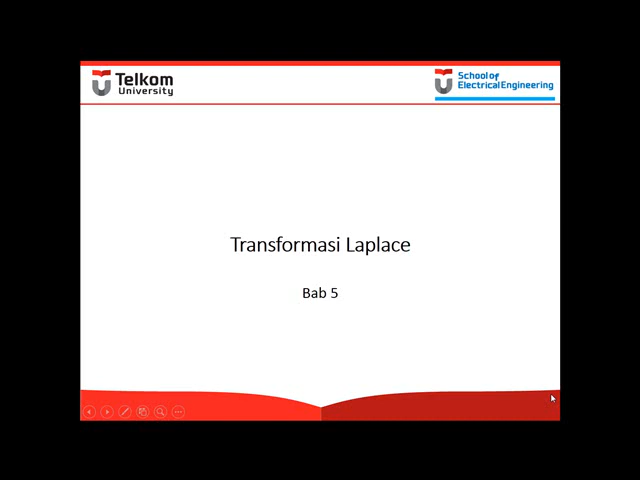 Telkom
University
School of
Electrical Engineering
Transformasi Laplace
Bab 5